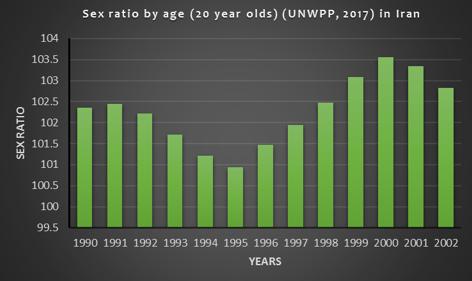 Sex ratio by age (20 year olds) (UNWPP, 2017) in Iran
104
103.5
103
102.5
102
101.5
101
100.5
100
99.5
SEX RATIO
1990 1991 1992 1993 1994 1995 1996 1997 1998 1999 2000 2001 2002
YEARS